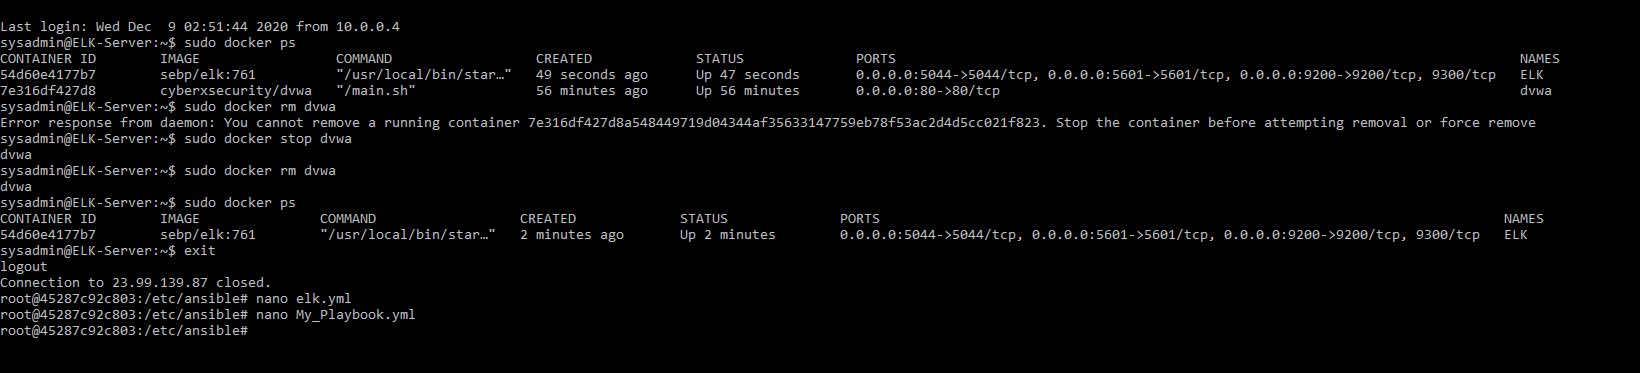 Last login: Wed Dec  9 02:51:44 2020 from 10.0.0.4
sysadmin@ELK-Server:~$ sudo docker ps
CONTAINER ID        IMAGE                 COMMAND                  CREATED             STATUS              PORTS                                                                              NAMES
54d60e4177b7        sebp/elk:761          "/usr/local/bin/star…"   49 seconds ago      Up 47 seconds       0.0.0.0:5044->5044/tcp, 0.0.0.0:5601->5601/tcp, 0.0.0.0:9200->9200/tcp, 9300/tcp   ELK
7e316df427d8        cyberxsecurity/dvwa   "/main.sh"               56 minutes ago      Up 56 minutes       0.0.0.0:80->80/tcp                                                                 dvwa
sysadmin@ELK-Server:~$ sudo docker rm dvwa
Error response from daemon: You cannot remove a running container 7e316df427d8a548449719d04344af35633147759eb78f53ac2d4d5cc021f823. Stop the container before attempting removal or force remove
sysadmin@ELK-Server:~$ sudo docker stop dvwa
dvwa
sysadmin@ELK-Server:~$ sudo docker rm dvwa
dvwa
sysadmin@ELK-Server:~$ sudo docker ps
CONTAINER ID        IMAGE               COMMAND                  CREATED             STATUS              PORTS                                                                              NAMES
54d60e4177b7        sebp/elk:761        "/usr/local/bin/star…"   2 minutes ago       Up 2 minutes        0.0.0.0:5044->5044/tcp, 0.0.0.0:5601->5601/tcp, 0.0.0.0:9200->9200/tcp, 9300/tcp   ELK
sysadmin@ELK-Server:~$ exit
logout
Connection to 23.99.139.87 closed.
root@45287c92c803:/etc/ansible# nano elk.yml
root@45287c92c803:/etc/ansible# nano My_Playbook.yml
root@45287c92c803:/etc/ansible#